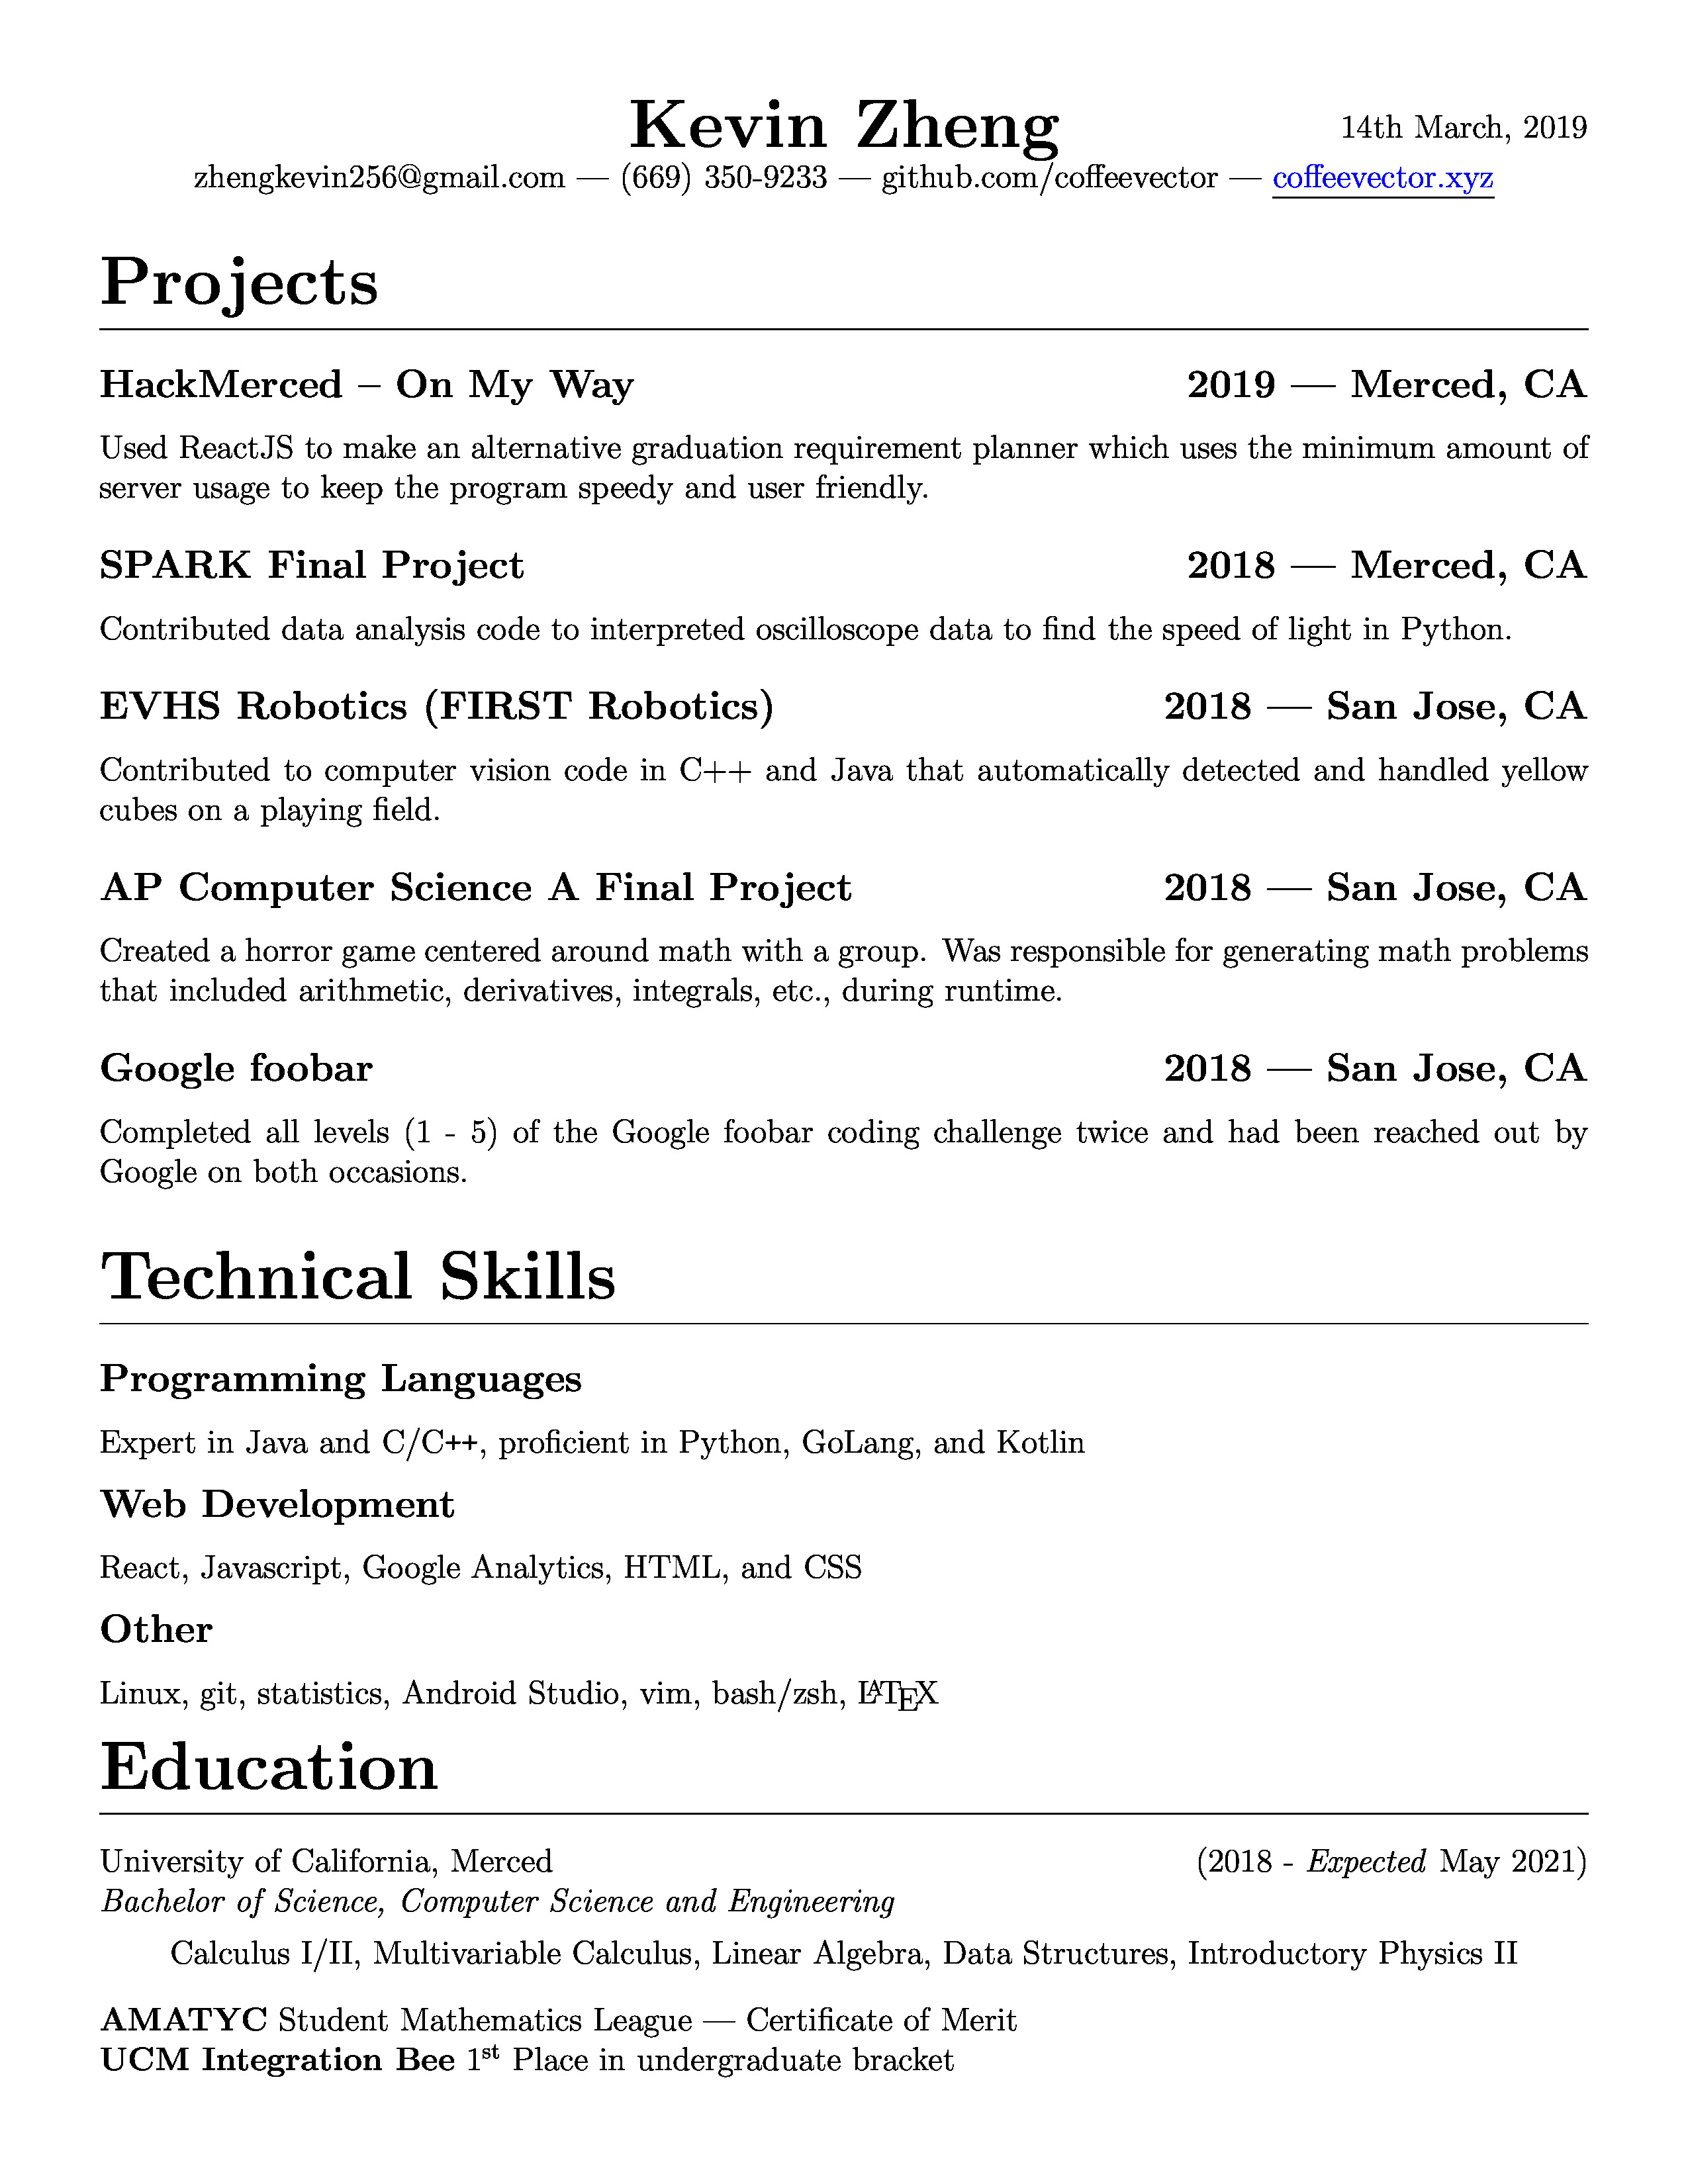 Kevin Zheng 14th March, 2019
zhengkevin256@gmail.com — (669) 350-9233 — github.com/coffeevector — coffeevector.xyz
Projects
HackMerced – On My Way 2019 — Merced, CA
Used ReactJS to make an alternative graduation requirement planner which uses the minimum amount of
server usage to keep the program speedy and user friendly.
SPARK Final Project 2018 — Merced, CA
Contributed data analysis code to interpreted oscilloscope data to find the speed of light in Python.
EVHS Robotics (FIRST Robotics) 2018 — San Jose, CA
Contributed to computer vision code in C++ and Java that automatically detected and handled yellow
cubes on a playing field.
AP Computer Science A Final Project 2018 — San Jose, CA
Created a horror game centered around math with a group. Was responsible for generating math problems
that included arithmetic, derivatives, integrals, etc., during runtime.
Google foobar 2018 — San Jose, CA
Completed all levels (1 - 5) of the Google foobar coding challenge twice and had been reached out by
Google on both occasions.
Technical Skills
Programming Languages
Expert in Java and C/C++, proficient in Python, GoLang, and Kotlin
Web Development
React, Javascript, Google Analytics, HTML, and CSS
Other
Linux, git, statistics, Android Studio, vim, bash/zsh, LATEX
Education
University of California, Merced (2018 - Expected May 2021)
Bachelor of Science, Computer Science and Engineering
Calculus I/II, Multivariable Calculus, Linear Algebra, Data Structures, Introductory Physics II
AMATYC Student Mathematics League — Certificate of Merit
UCM Integration Bee 1st Place in undergraduate bracket